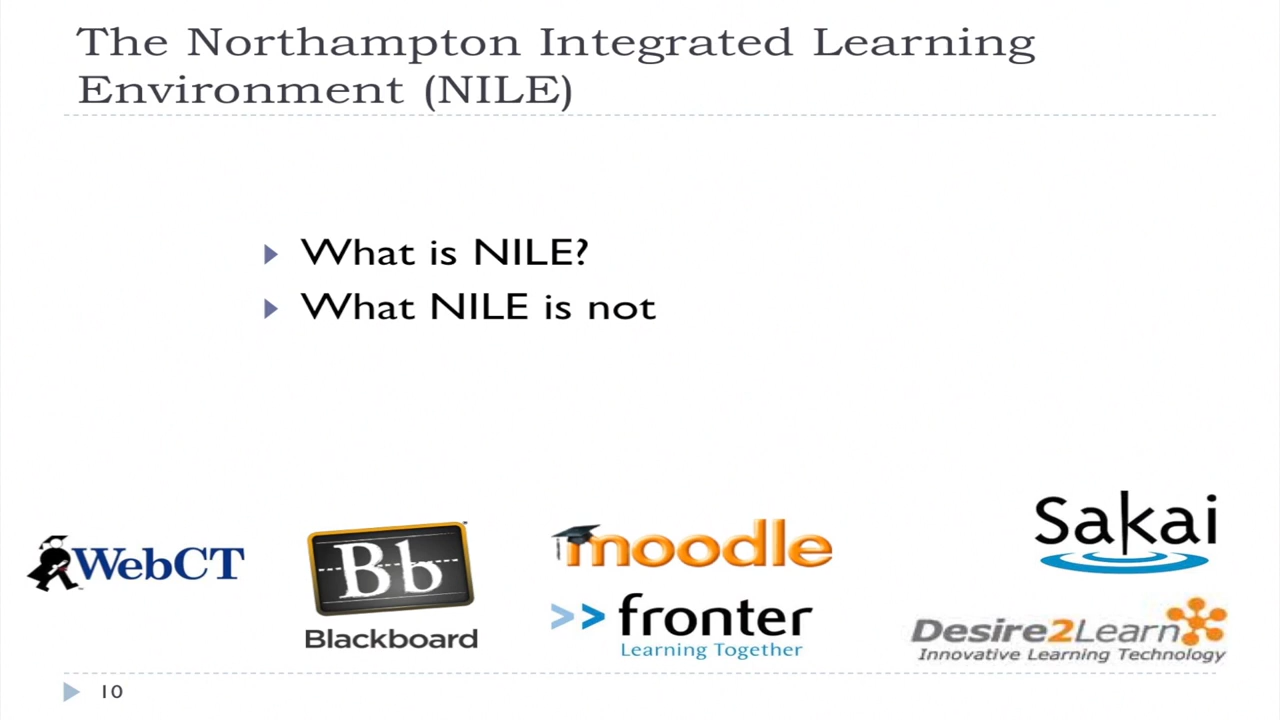 The Northampton Integrated Learning
Environment (NILE)
What is NILE?
What NILE is not
WebCT
Bb
Blackboard
moodle
fronter
Learning Together
Sakai
Desire2Learn
Innovative Learning Technology
10